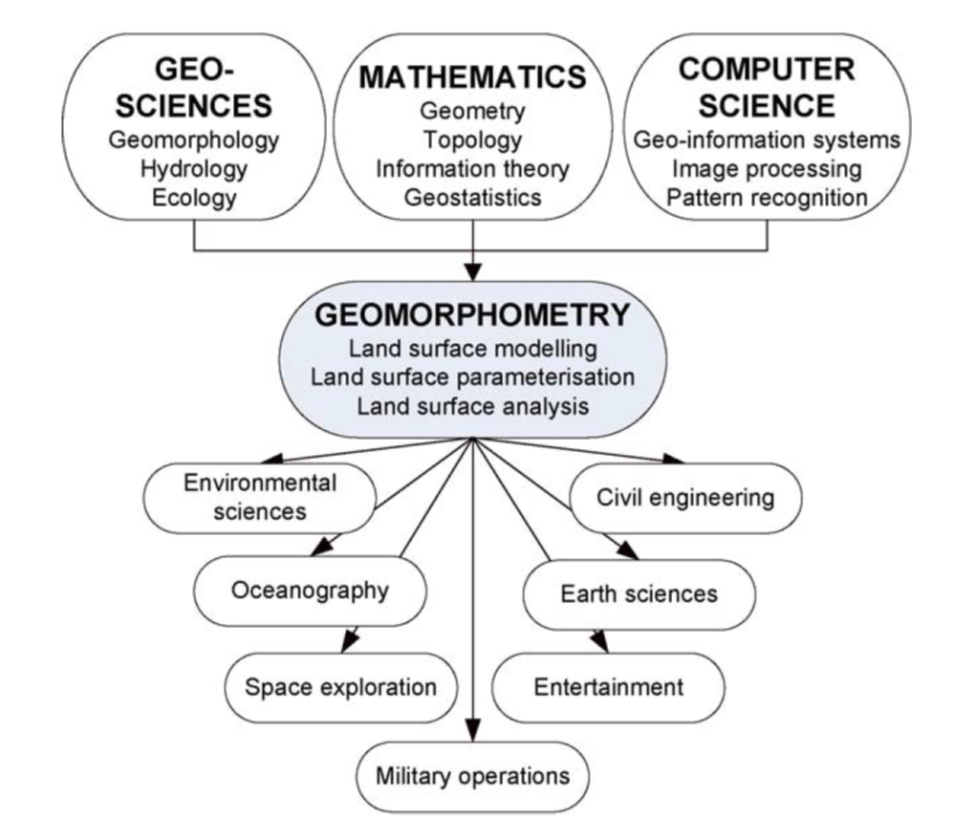 GEO-
SCIENCES
Geomorphology
Hydrology
Ecology
MATHEMATICS
Geometry
Topology
Information theory
Geostatistics
COMPUTER
SCIENCE
Geo-information systems
Image processing
Pattern recognition
GEOMORPHOMETRY
Land surface modelling
Land surface parameterisation
Land surface analysis
Environmental
sciences
Civil engineering
Oceanography
Earth sciences
Space exploration
Entertainment
Military operations